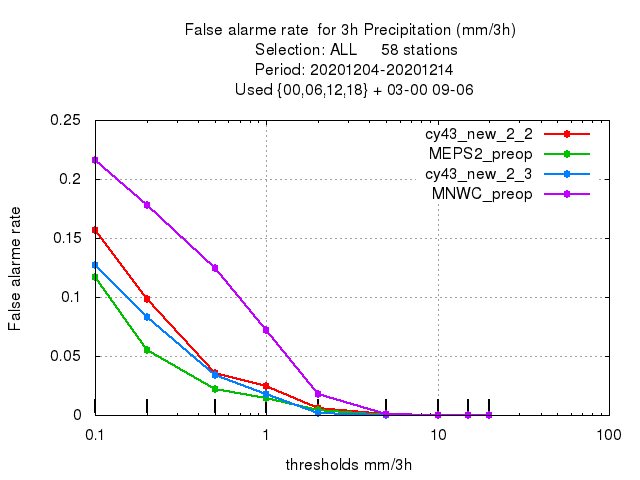 False alarme rate  for 3h Precipitation (mm/3h)
Selection: ALL     58 stations
Period: 20201204-20201214
Used {00,06,12,18} + 03-00 09-06
0.25
0.2
0.15
0.1
0.05
0
False alarme rate
cy43_new_2_2
MEPS2_preop
cy43_new_2_3
MNWC_preop
0.1 1 10 100
thresholds mm/3h